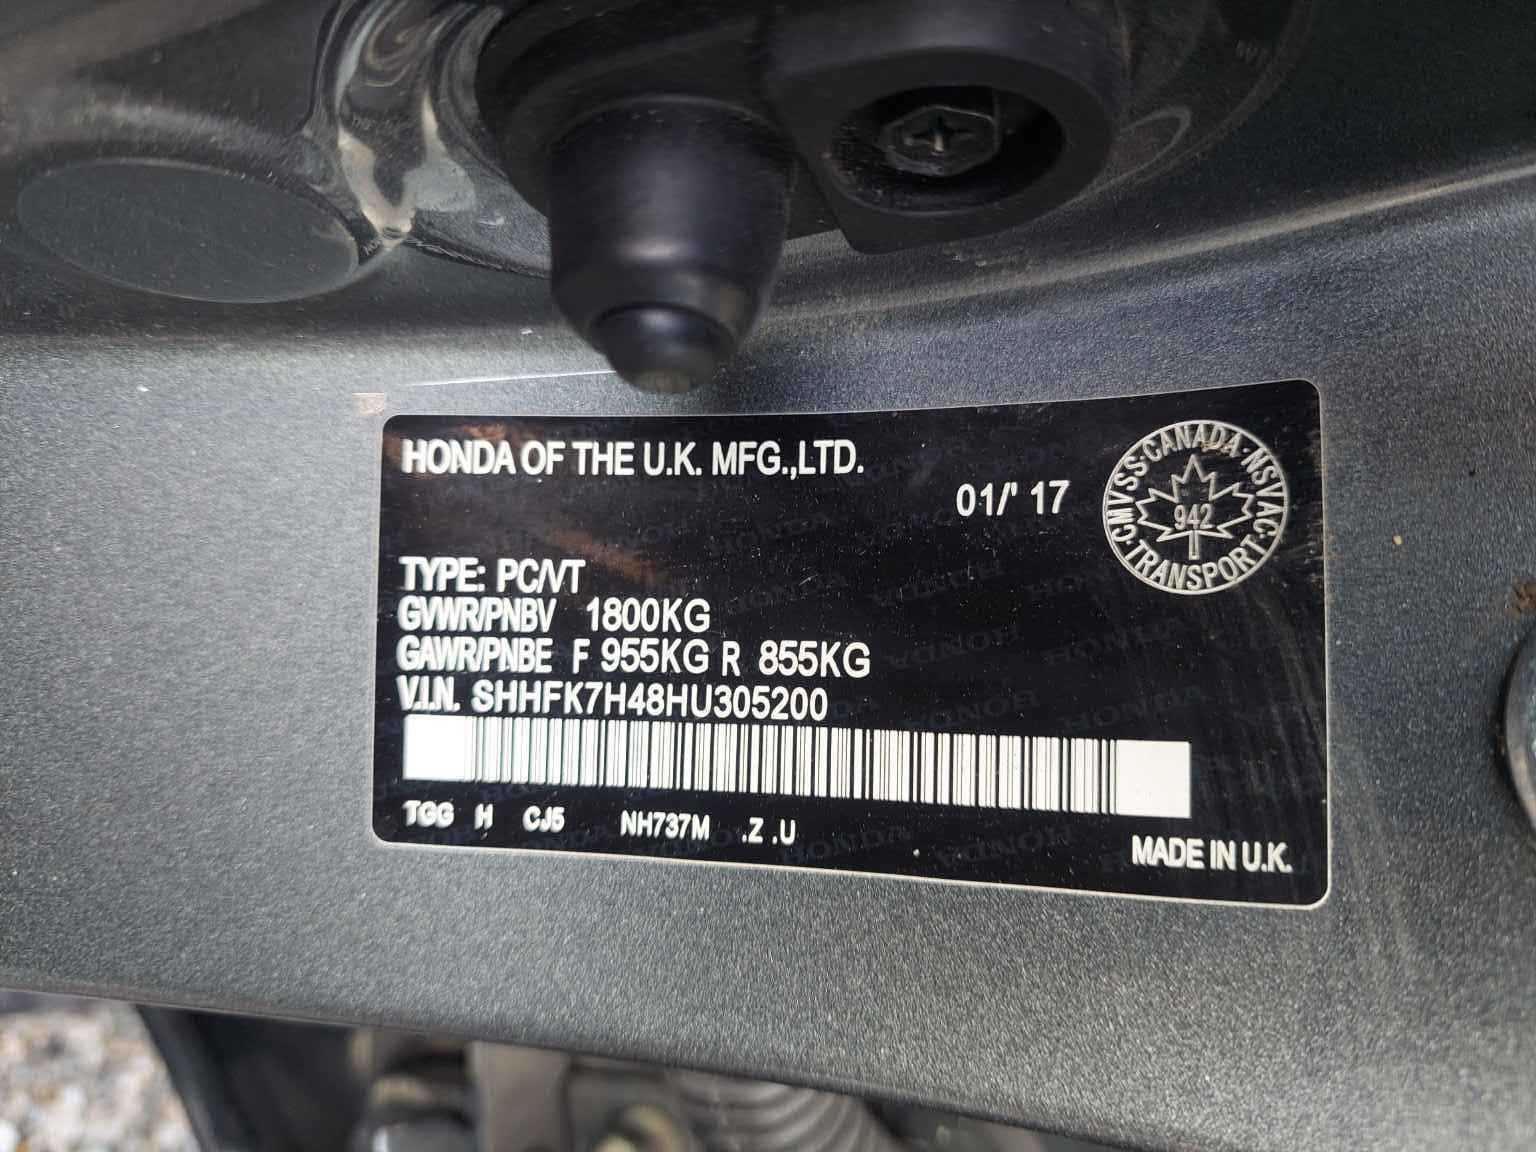 HONDA OF THE U.K. MFG.,LTD.
01/' 17
CMVSS·CANADA·NSVAC·TRANSPORT·
942
TYPE: PC/VT
GVWR/PNBV 1800KG
GAWR/PNBE F 955KG R 855KG
V.I.N. SHHFK7H48HU305200
TGG H CJ5 NH737M .Z .U
MADE IN U.K.